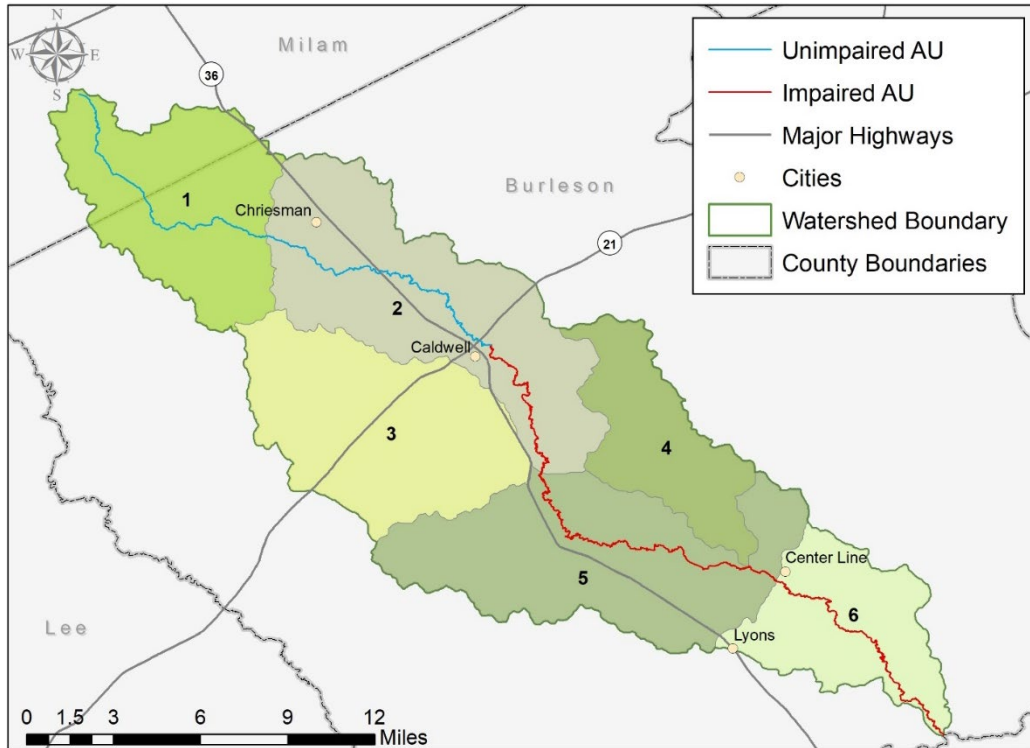 N
W E
S
36
Milam
Burleson
21
Lee
Chriesman
Caldwell
Center Line
Lyons
1
2
3
4
5
6
Unimpaired AU
Impaired AU
Major Highways
Cities
Watershed Boundary
County Boundaries
0 1.5 3 6 9 12
Miles